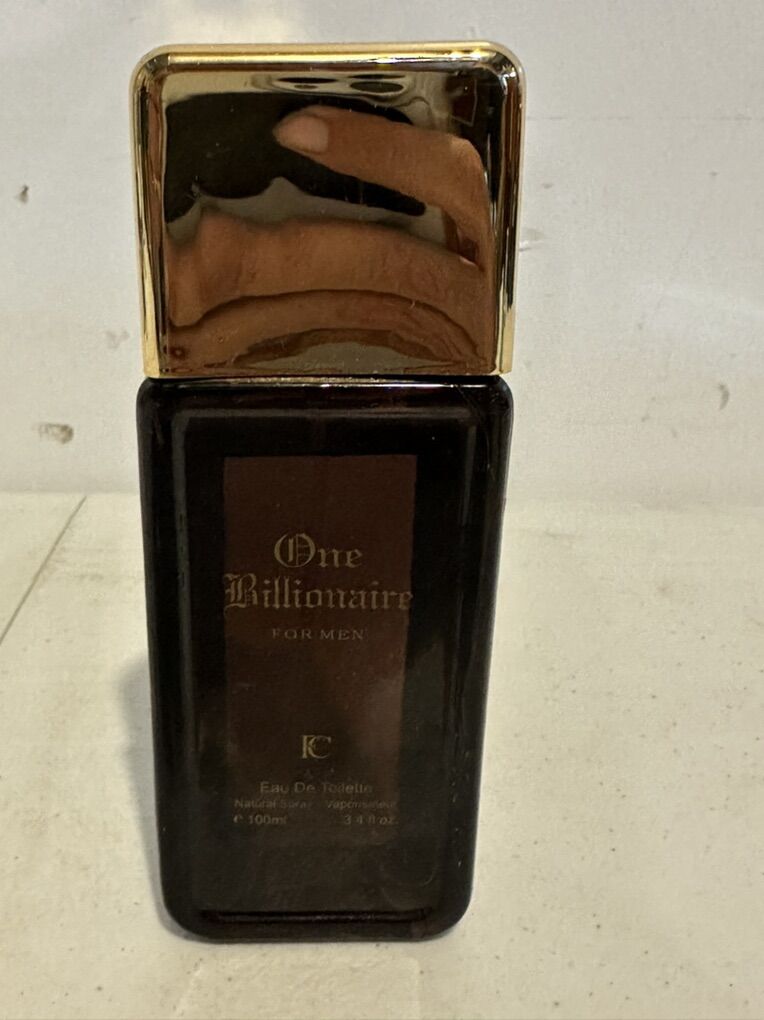 One
Billionaire
FOR MEN
FC
Eau De Toilette
Natural Spray Vaporisateur
e 100ml 3.4 fl oz.